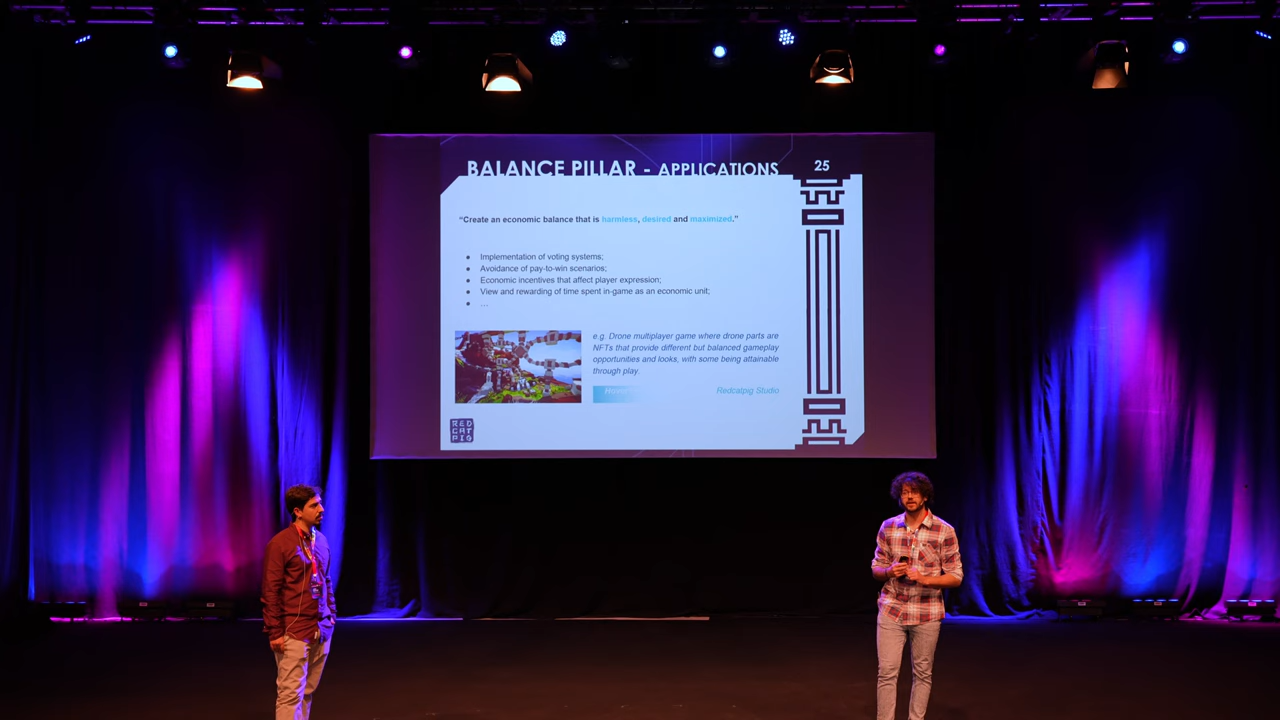 BALANCE PILLAR - APPLICATIONS
25
“Create an economic balance that is harmless, desired and maximized.”
● Implementation of voting systems;
● Avoidance of pay-to-win scenarios;
● Economic incentives that affect player expression;
● View and rewarding of time spent in-game as an economic unit;
● ...
e.g. Drone multiplayer game where drone parts are
NFTs that provide different but balanced gameplay
opportunities and looks, with some being attainable
through play.
Redcatpig Studio
RED
CAT
PIG